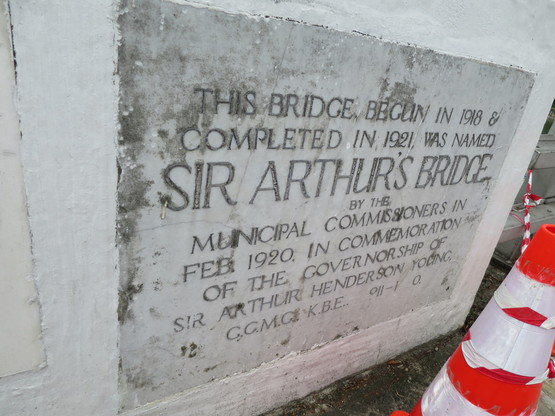 THIS BRIDGE, BEGUN IN 1918 &
COMPLETED IN 1921, WAS NAMED
SIR ARTHUR'S BRIDGE,
BY THE
MUNICIPAL COMMISSIONERS IN
FEB. 1920. IN COMMEMORATION
OF THE GOVERNORSHIP OF
SIR ARTHUR HENDERSON YOUNG
K.B.E.